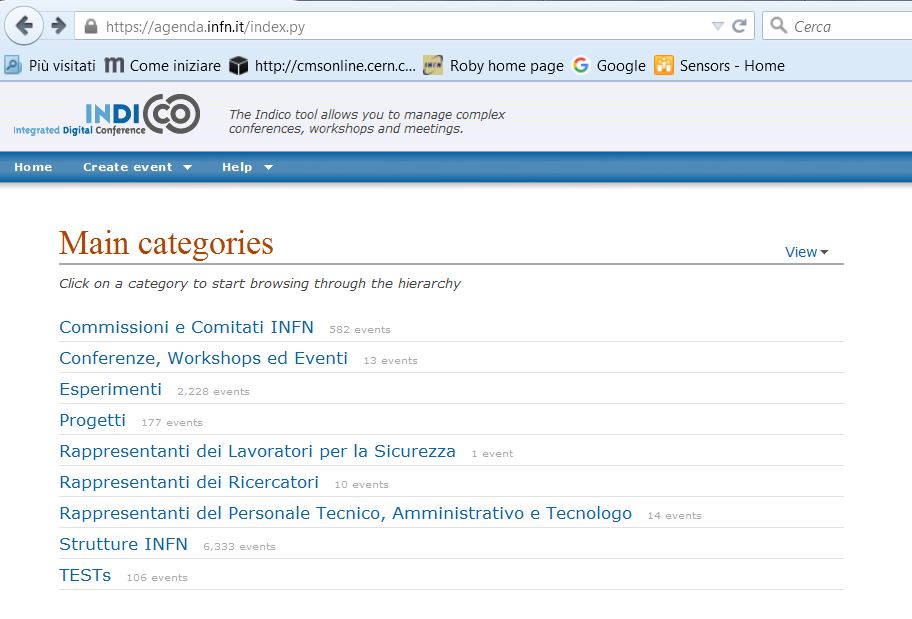 https://agenda.infn.it/index.py
Cerca
Più visitati
Come iniziare
http://cmsonline.cern.c...
Roby home page
Google
Sensors - Home
INDICO
Integrated Digital Conference
The Indico tool allows you to manage complex
conferences, workshops and meetings.
Home
Create event
Help
Main categories
View
Click on a category to start browsing through the hierarchy
Commissioni e Comitati INFN 582 events
Conferenze, Workshops ed Eventi 13 events
Esperimenti 2,228 events
Progetti 177 events
Rappresentanti dei Lavoratori per la Sicurezza 1 event
Rappresentanti dei Ricercatori 10 events
Rappresentanti del Personale Tecnico, Amministrativo e Tecnologo 14 events
Strutture INFN 6,333 events
TESTs 106 events